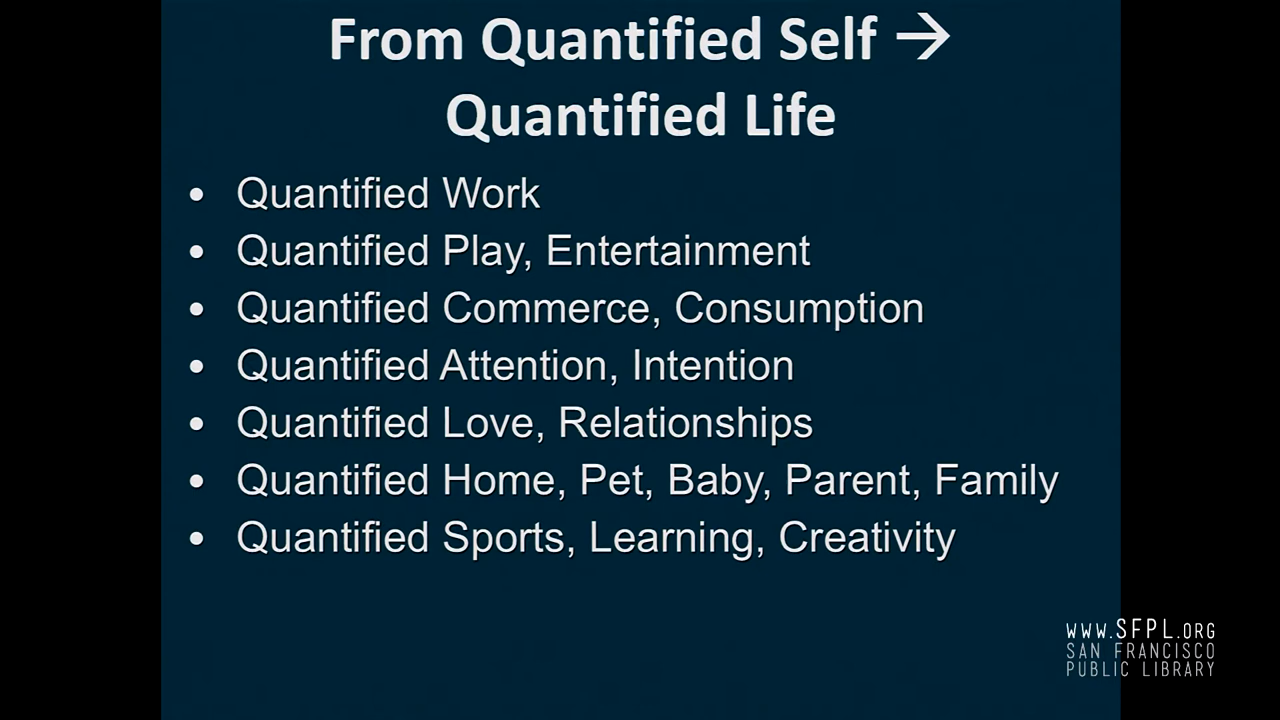 From Quantified Self →
Quantified Life
• Quantified Work
• Quantified Play, Entertainment
• Quantified Commerce, Consumption
• Quantified Attention, Intention
• Quantified Love, Relationships
• Quantified Home, Pet, Baby, Parent, Family
• Quantified Sports, Learning, Creativity
WWW.SFPL.ORG
SAN FRANCISCO
PUBLIC LIBRARY